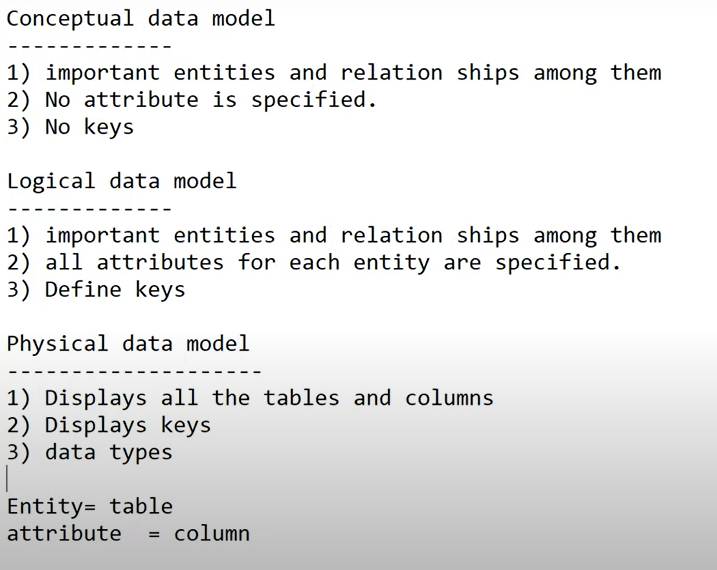 Conceptual data model
-------------
1) important entities and relation ships among them
2) No attribute is specified.
3) No keys
Logical data model
-------------
1) important entities and relation ships among them
2) all attributes for each entity are specified.
3) Define keys
Physical data model
--------------------
1) Displays all the tables and columns
2) Displays keys
3) data types
Entity= table
attribute  = column